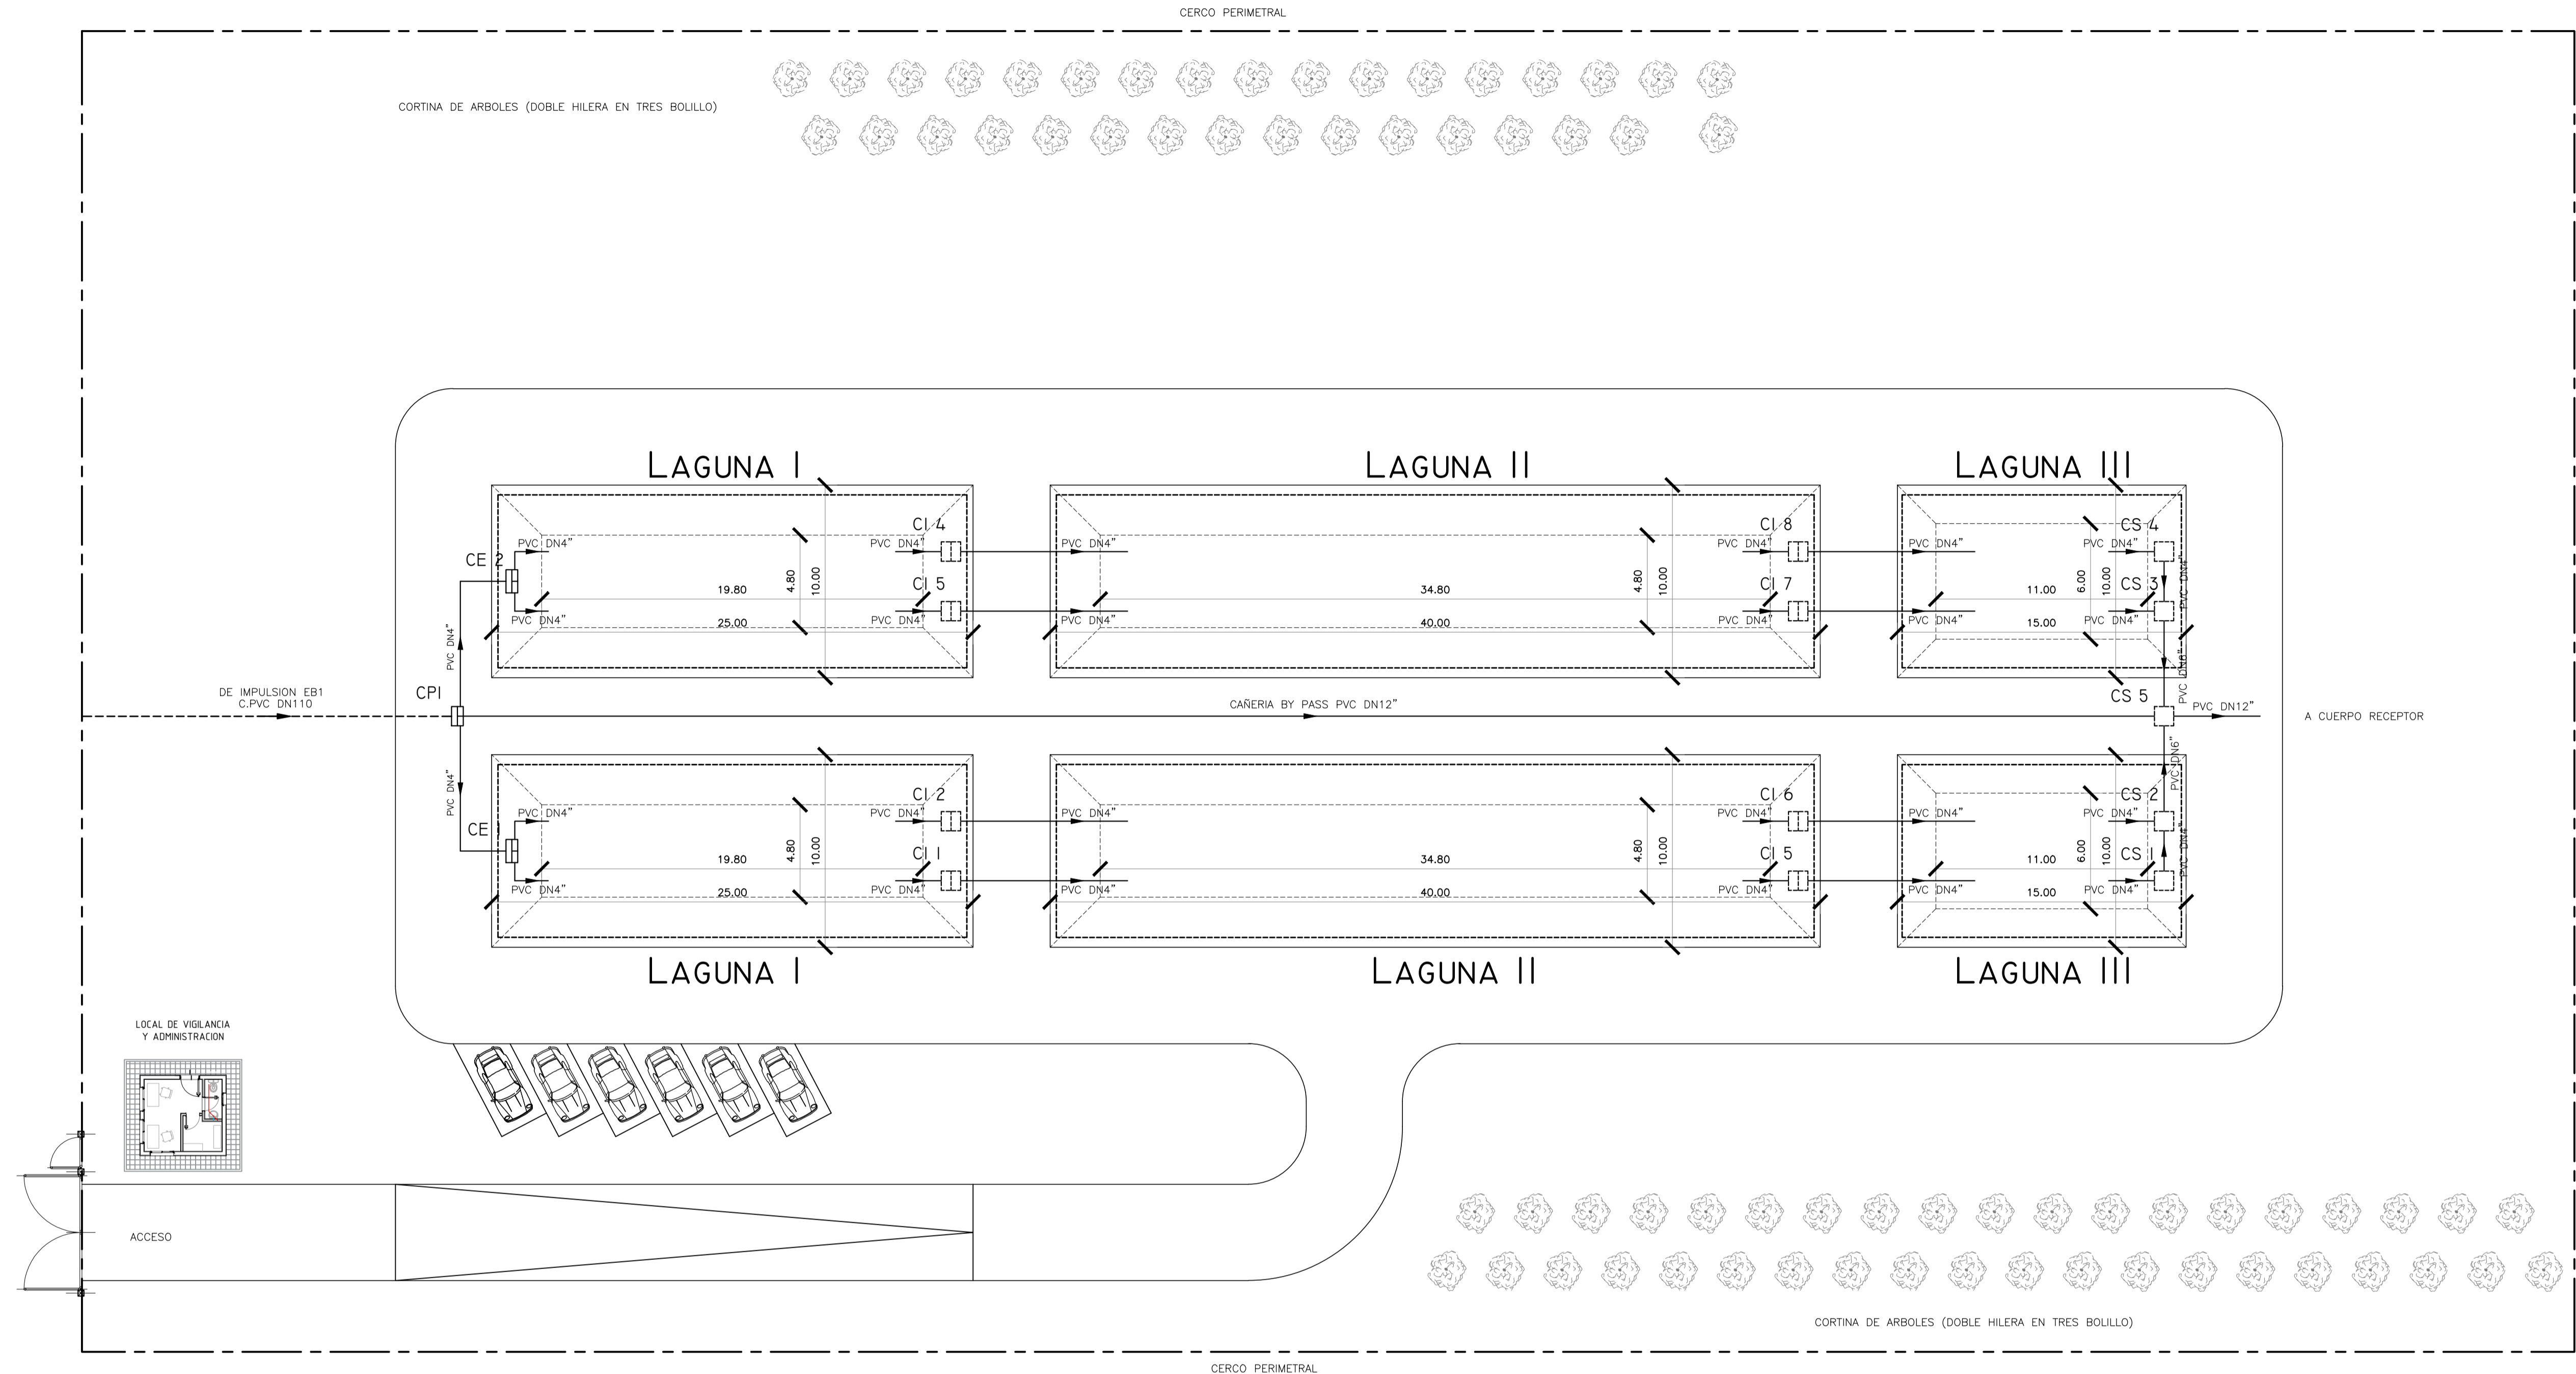 CERCO PERIMETRAL
CORTINA DE ARBOLES (DOBLE HILERA EN TRES BOLILLO)
LAGUNA I
LAGUNA II
LAGUNA III
CI 4
CI 8
CS 4
PVC DN4"
PVC DN4"
PVC DN4"
PVC DN4"
PVC DN4"
PVC DN4"
CE 2
PVC DN4"
CI 5
CI 7
CS 3
19.80
4.80
10.00
34.80
4.80
10.00
11.00
6.00
10.00
PVC DN4"
PVC DN4"
PVC DN4"
PVC DN4"
PVC DN4"
PVC DN4"
25.00
40.00
15.00
PVC DN4"
PVC DN6"
DE IMPULSION EB1
C.PVC DN110
CPI
CS 5
CAÑERIA BY PASS PVC DN12"
PVC DN12"
A CUERPO RECEPTOR
PVC DN4"
PVC DN6"
CI 2
CI 6
CS 2
PVC DN4"
PVC DN4"
PVC DN4"
PVC DN4"
PVC DN4"
PVC DN4"
CE 1
CI I
CI 5
CS I
PVC DN4"
19.80
4.80
10.00
34.80
4.80
10.00
11.00
6.00
10.00
PVC DN4"
PVC DN4"
PVC DN4"
PVC DN4"
PVC DN4"
PVC DN4"
25.00
40.00
15.00
LAGUNA I
LAGUNA II
LAGUNA III
LOCAL DE VIGILANCIA
Y ADMINISTRACION
ACCESO
CORTINA DE ARBOLES (DOBLE HILERA EN TRES BOLILLO)
CERCO PERIMETRAL